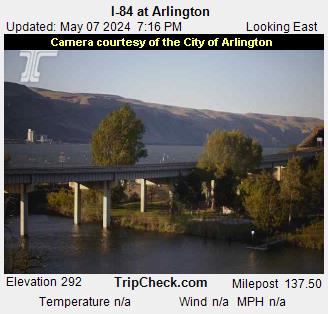 I-84 at Arlington
Updated: May 07 2024 7:16 PM Looking East
Camera courtesy of the City of Arlington
Elevation 292 TripCheck.com Milepost 137.50
Temperature n/a Wind n/a MPH n/a